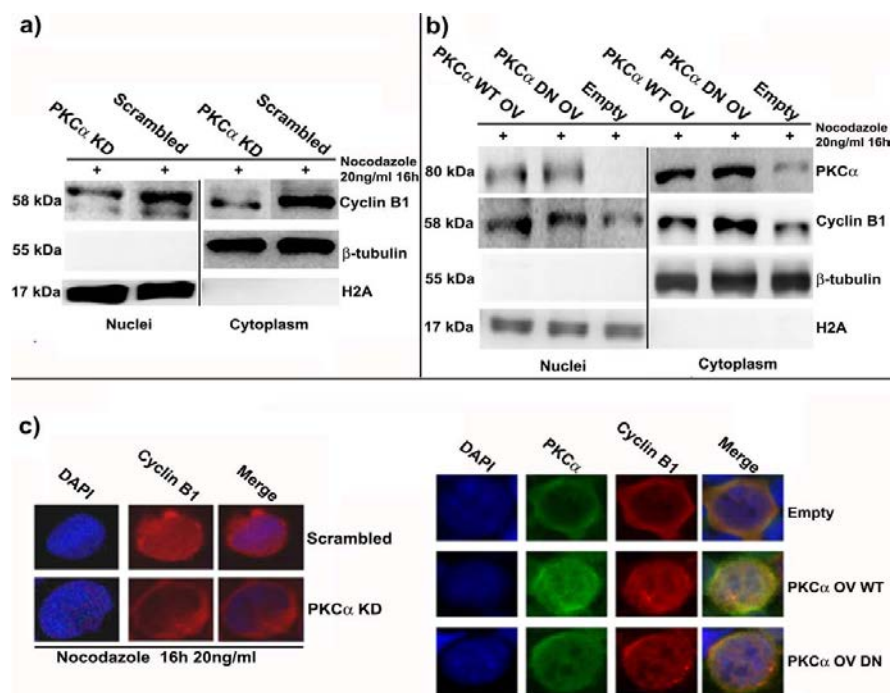 a)
PKCα KD
Scrambled
PKCα KD
Scrambled
+ + + +
Nocodazole
20ng/ml 16h
58 kDa
Cyclin B1
55 kDa
β-tubulin
17 kDa
H2A
Nuclei
Cytoplasm
b)
PKCα WT OV
PKCα DN OV
Empty
PKCα WT OV
PKCα DN OV
Empty
+ + + + + +
Nocodazole
20ng/ml 16h
80 kDa
PKCα
58 kDa
Cyclin B1
55 kDa
β-tubulin
17 kDa
H2A
Nuclei
Cytoplasm
c)
DAPI
Cyclin B1
Merge
Scrambled
PKCα KD
Nocodazole 16h 20ng/ml
DAPI
PKCα
Cyclin B1
Merge
Empty
PKCα OV WT
PKCα OV DN